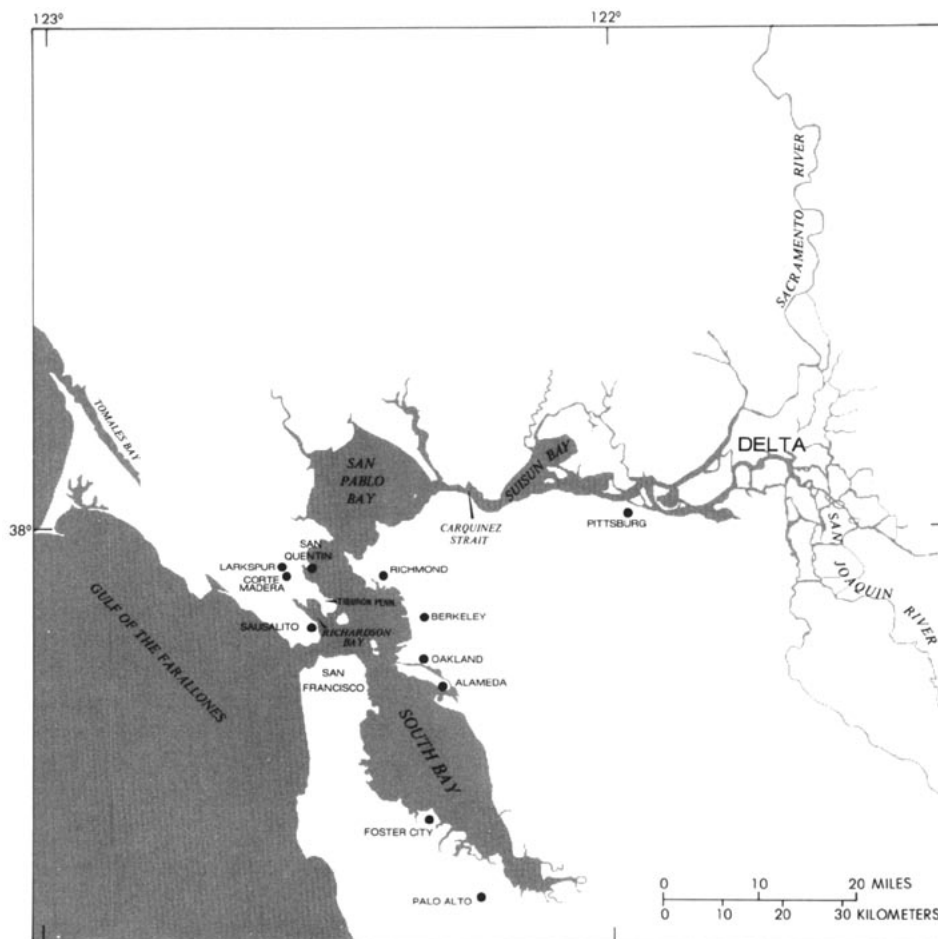 123°
122°
SACRAMENTO RIVER
TOMALES BAY
SAN
PABLO
BAY
SUISUN BAY
DELTA
CARQUINEZ
STRAIT
PITTSBURG
38°
SAN JOAQUIN RIVER
SAN
QUENTIN
LARKSPUR
CORTE
MADERA
RICHMOND
TIBURON PENN.
GULF OF THE FARALLONES
SAUSALITO
RICHARDSON
BAY
BERKELEY
OAKLAND
SAN
FRANCISCO
ALAMEDA
SOUTH BAY
FOSTER CITY
PALO ALTO
0 10 20 MILES
0 10 20 30 KILOMETERS